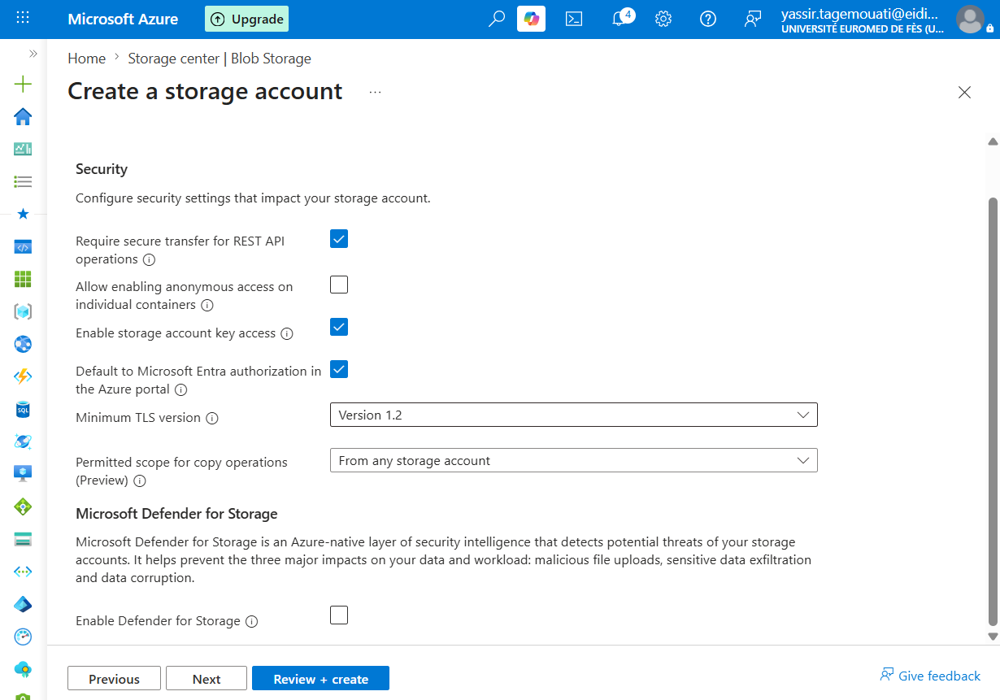 Microsoft Azure
Upgrade
4
yassir.tagemouati@eidi...
UNIVERSITÉ EUROMED DE FÈS (U...
Home > Storage center | Blob Storage
Create a storage account ...
Security
Configure security settings that impact your storage account.
Require secure transfer for REST API
operations
Allow enabling anonymous access on
individual containers
Enable storage account key access
Default to Microsoft Entra authorization in
the Azure portal
Minimum TLS version
Version 1.2
Permitted scope for copy operations
(Preview)
From any storage account
Microsoft Defender for Storage
Microsoft Defender for Storage is an Azure-native layer of security intelligence that detects potential threats of your storage
accounts. It helps prevent the three major impacts on your data and workload: malicious file uploads, sensitive data exfiltration
and data corruption.
Enable Defender for Storage
Previous
Next
Review + create
Give feedback
SQL